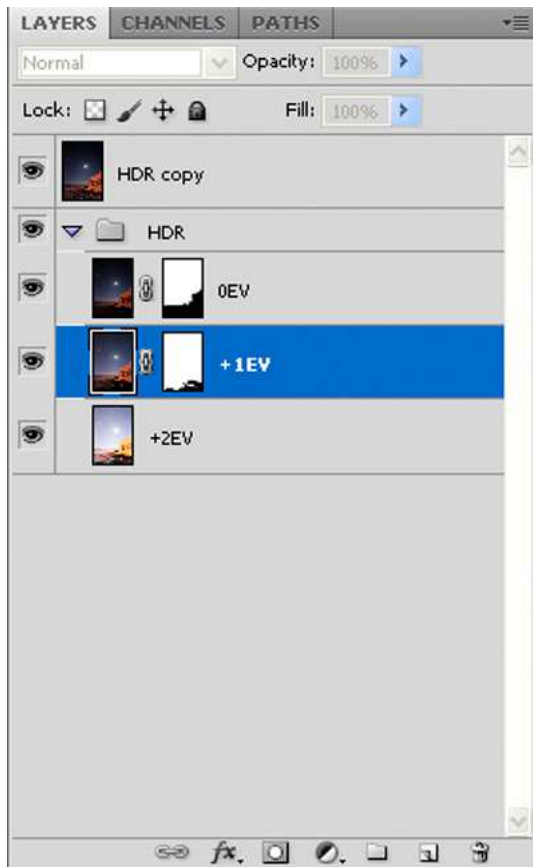 LAYERS CHANNELS PATHS
Normal Opacity: 100%
Lock: Fill: 100%
HDR copy
HDR
0EV
+1EV
+2EV
fx.